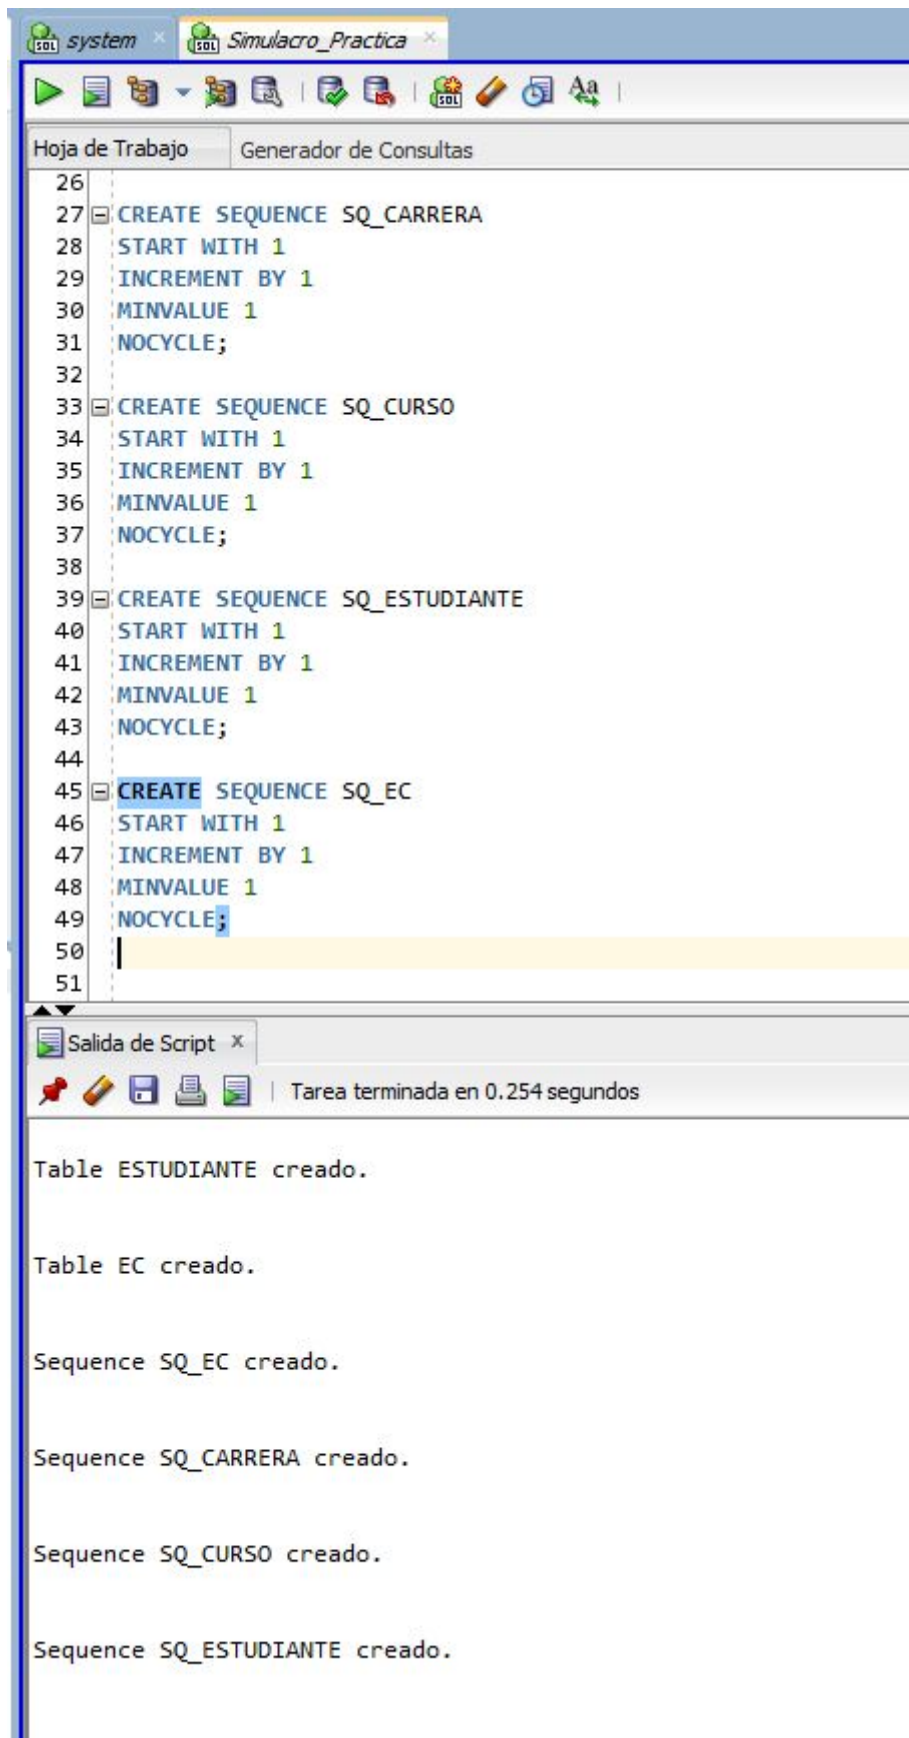 system
Simulacro_Practica
Hoja de Trabajo Generador de Consultas
26
27 CREATE SEQUENCE SQ_CARRERA
28 START WITH 1
29 INCREMENT BY 1
30 MINVALUE 1
31 NOCYCLE;
32
33 CREATE SEQUENCE SQ_CURSO
34 START WITH 1
35 INCREMENT BY 1
36 MINVALUE 1
37 NOCYCLE;
38
39 CREATE SEQUENCE SQ_ESTUDIANTE
40 START WITH 1
41 INCREMENT BY 1
42 MINVALUE 1
43 NOCYCLE;
44
45 CREATE SEQUENCE SQ_EC
46 START WITH 1
47 INCREMENT BY 1
48 MINVALUE 1
49 NOCYCLE;
50
51
Salida de Script x
Tarea terminada en 0.254 segundos
Table ESTUDIANTE creado.
Table EC creado.
Sequence SQ_EC creado.
Sequence SQ_CARRERA creado.
Sequence SQ_CURSO creado.
Sequence SQ_ESTUDIANTE creado.